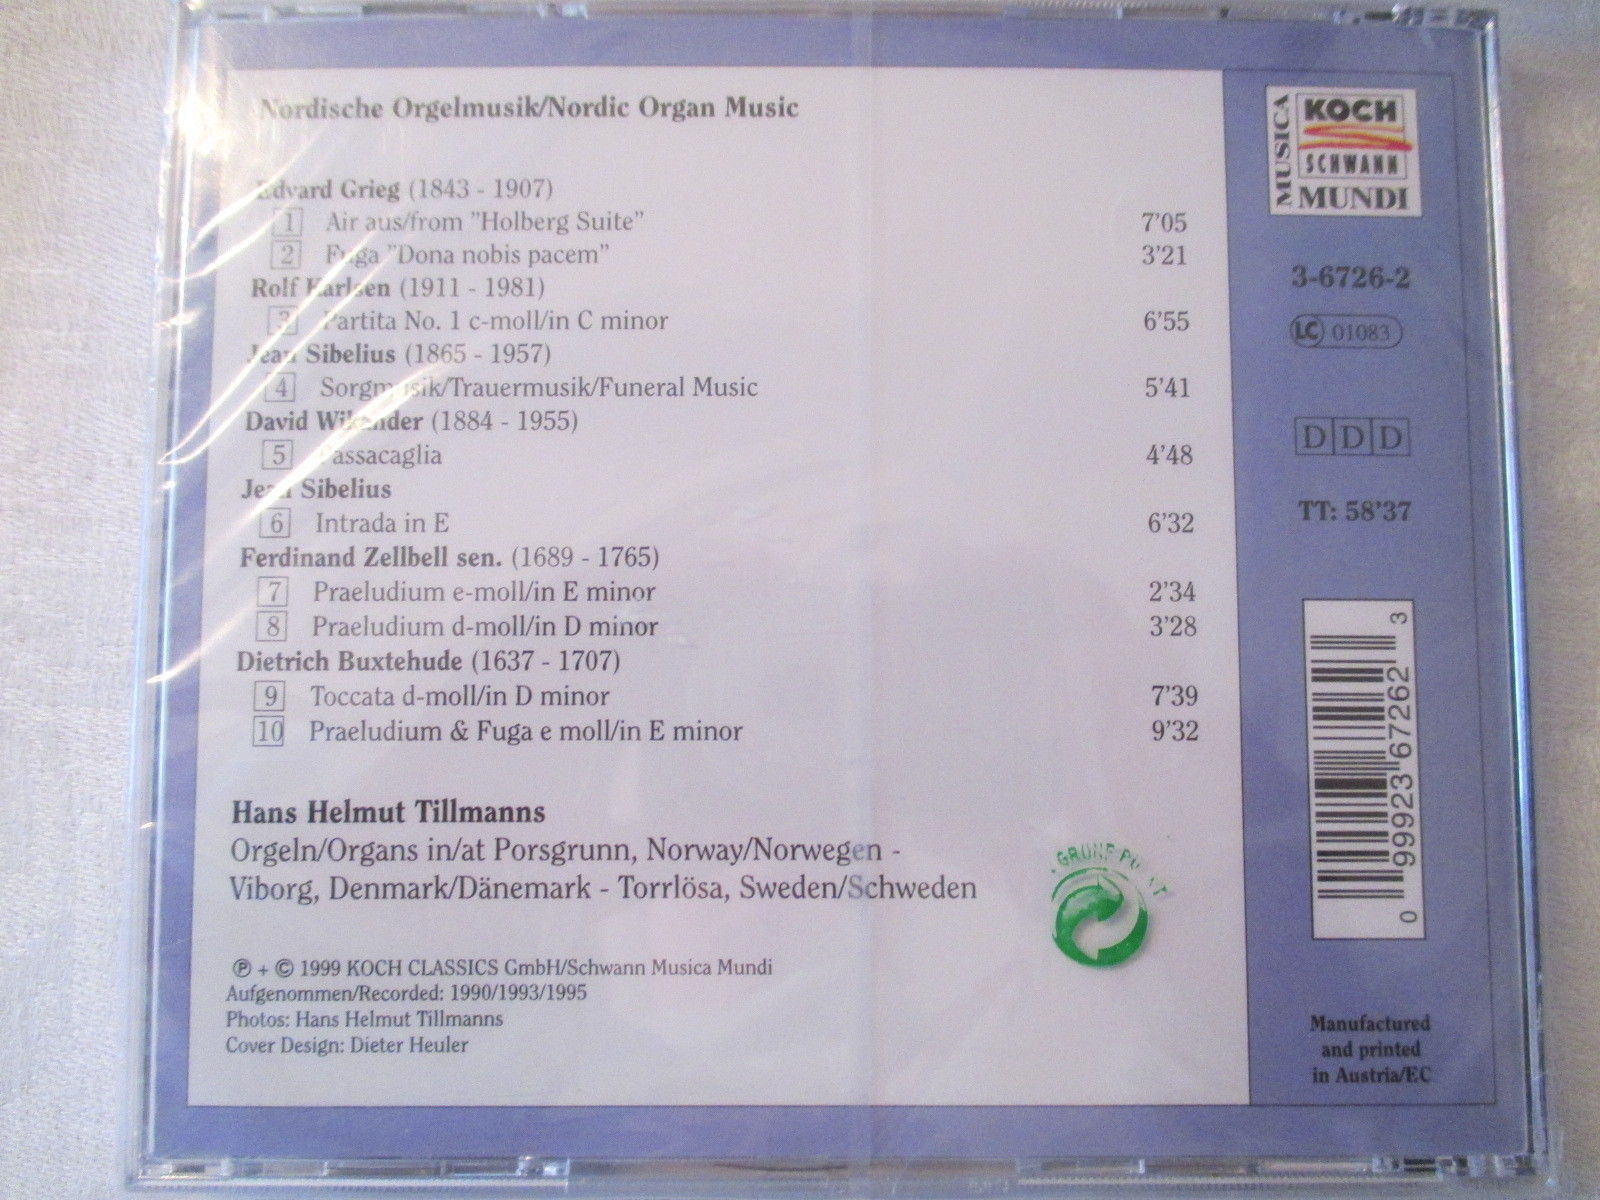 Nordische Orgelmusik/Nordic Organ Music
Edvard Grieg (1843 - 1907)
1 Air aus/from "Holberg Suite" 7'05
2 Fuga "Dona nobis pacem" 3'21
Rolf Karlsen (1911 - 1981)
3 Partita No. 1 c-moll/in C minor 6'55
Jean Sibelius (1865 - 1957)
4 Sorgmusik/Trauermusik/Funeral Music 5'41
David Wikander (1884 - 1955)
5 Passacaglia 4'48
Jean Sibelius
6 Intrada in E 6'32
Ferdinand Zellbell sen. (1689 - 1765)
7 Praeludium e-moll/in E minor 2'34
8 Praeludium d-moll/in D minor 3'28
Dietrich Buxtehude (1637 - 1707)
9 Toccata d-moll/in D minor 7'39
10 Praeludium & Fuga e moll/in E minor 9'32
Hans Helmut Tillmanns
Orgeln/Organs in/at Porsgrunn, Norway/Norwegen -
Viborg, Denmark/Dänemark - Torrlösa, Sweden/Schweden
℗ + © 1999 KOCH CLASSICS GmbH/Schwann Musica Mundi
Aufgenommen/Recorded: 1990/1993/1995
Photos: Hans Helmut Tillmanns
Cover Design: Dieter Heuler
GRÜNE PUNKT
MUSICA
KOCH
SCHWANN
MUNDI
3-6726-2
LC 01083
DDD
TT: 58'37
0 99923 67262 3
Manufactured
and printed
in Austria/EC